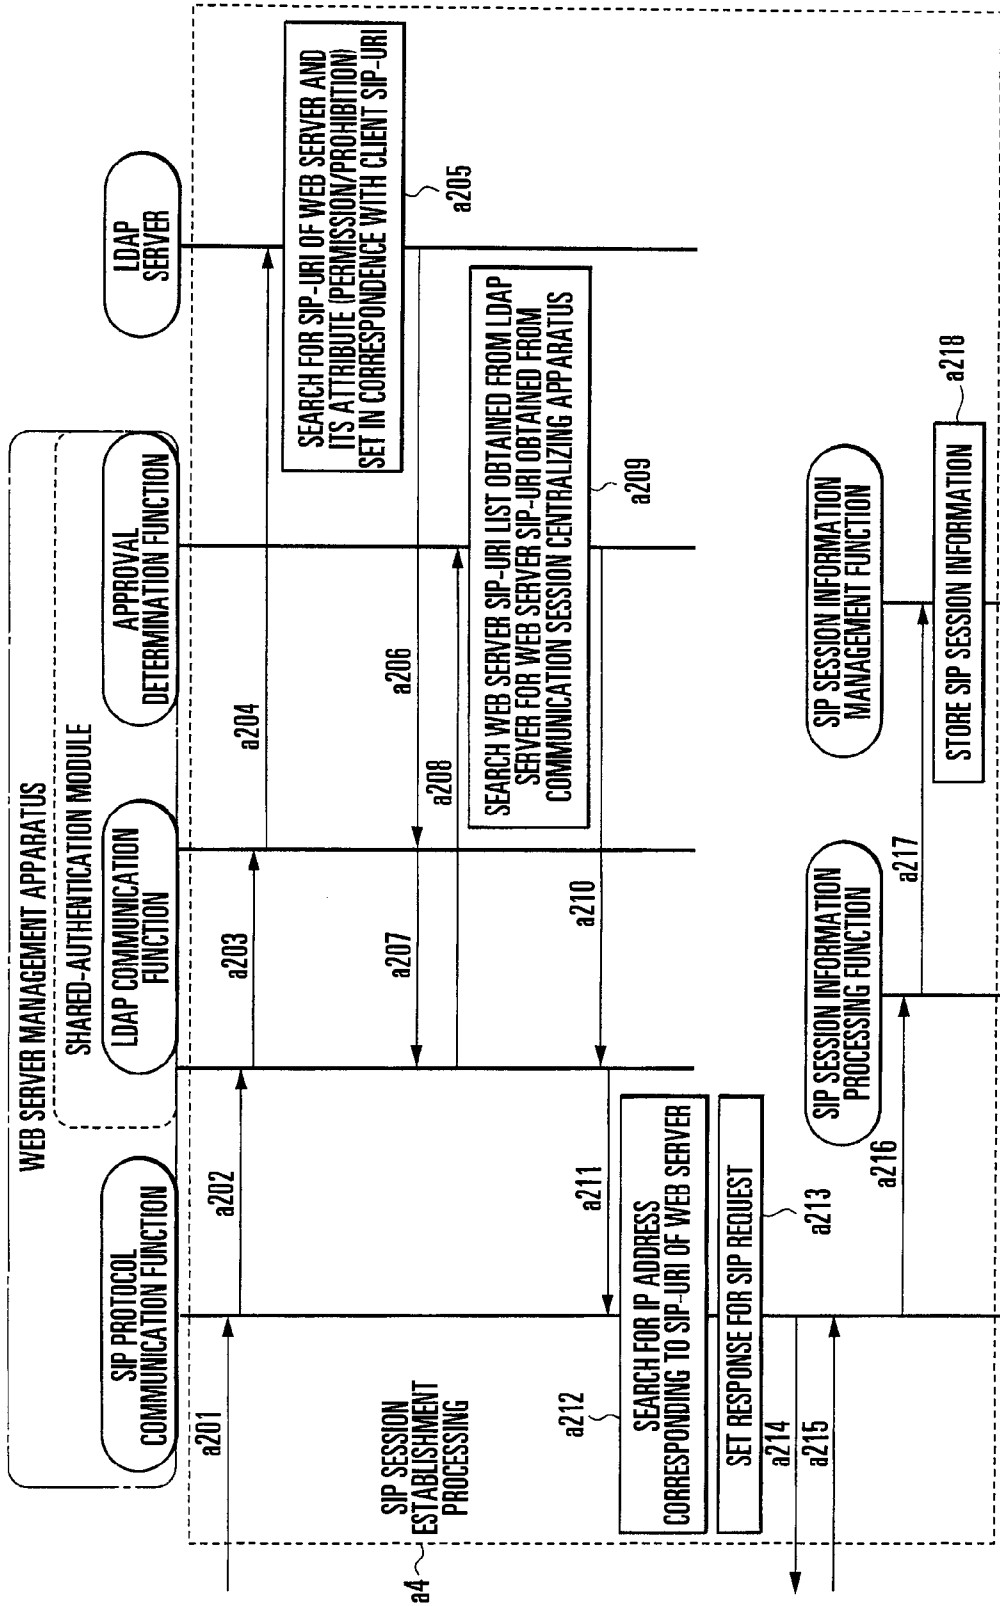 WEB SERVER MANAGEMENT APPARATUS
SHARED-AUTHENTICATION MODULE
SIP PROTOCOL
COMMUNICATION FUNCTION
LDAP COMMUNICATION
FUNCTION
APPROVAL
DETERMINATION FUNCTION
LDAP
SERVER
a201
a202
a203
a204
SEARCH FOR SIP-URI OF WEB SERVER AND
ITS ATTRIBUTE (PERMISSION/PROHIBITION)
SET IN CORRESPONDENCE WITH CLIENT SIP-URI
a205
a206
a207
a208
SEARCH WEB SERVER SIP-URI LIST OBTAINED FROM LDAP
SERVER FOR WEB SERVER SIP-URI OBTAINED FROM
COMMUNICATION SESSION CENTRALIZING APPARATUS
a209
a210
a211
SIP SESSION
ESTABLISHMENT
PROCESSING
a4
a212
SEARCH FOR IP ADDRESS
CORRESPONDING TO SIP-URI OF WEB SERVER
SET RESPONSE FOR SIP REQUEST
a213
a214
a215
SIP SESSION INFORMATION
PROCESSING FUNCTION
SIP SESSION INFORMATION
MANAGEMENT FUNCTION
a216
a217
STORE SIP SESSION INFORMATION
a218